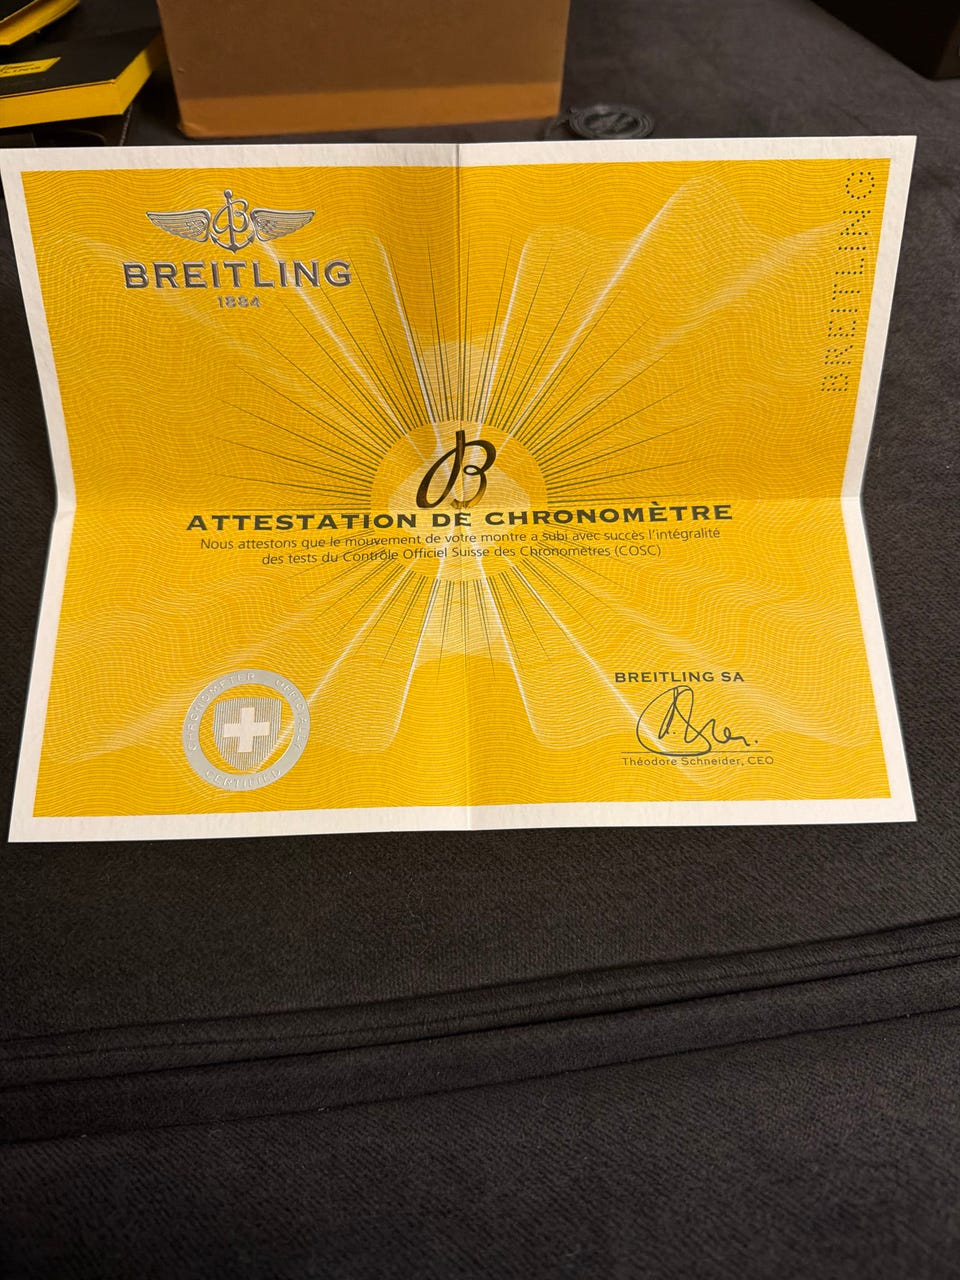 BREITLING
1884
BREITLING
B
ATTESTATION DE CHRONOMÈTRE
Nous attestons que le mouvement de votre montre a subi avec succès l'intégralité
des tests du Contrôle Officiel Suisse des Chronomètres (COSC)
CHRONOMETER OFFICIALLY
CERTIFIED
BREITLING SA
Théodore Schneider, CEO